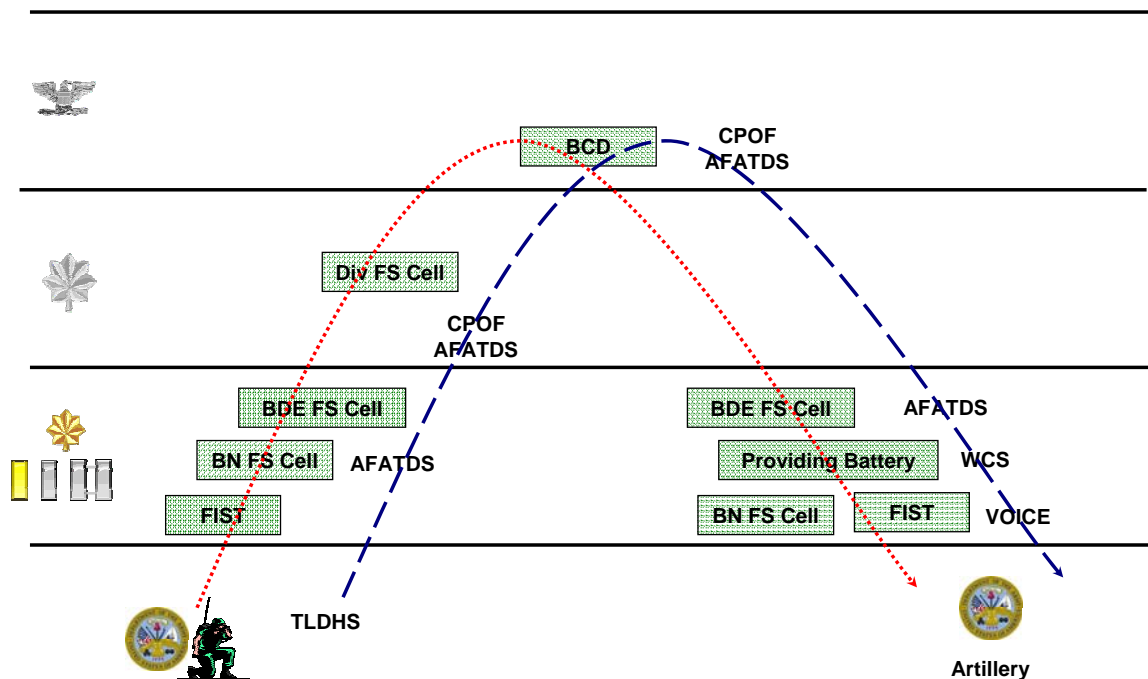 BCD
CPOF
AFATDS
Div FS Cell
CPOF
AFATDS
BDE FS Cell
BN FS Cell
AFATDS
FIST
BDE FS Cell
AFATDS
Providing Battery
WCS
BN FS Cell
FIST
VOICE
TLDHS
Artillery